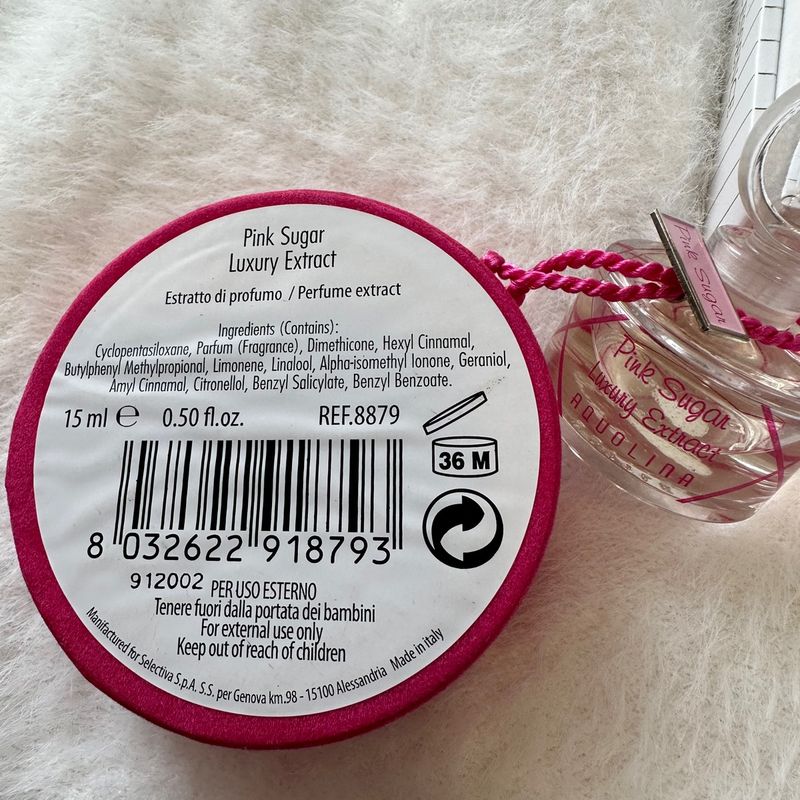 Pink Sugar
Luxury Extract
Estratto di profumo / Perfume extract
Ingredients (Contains):
Cyclopentasiloxane, Parfum (Fragrance), Dimethicone, Hexyl Cinnamal,
Butylphenyl Methylpropional, Limonene, Linalool, Alpha-isomethyl Ionone, Geraniol,
Amyl Cinnamal, Citronellol, Benzyl Salicylate, Benzyl Benzoate.
15 ml ℮ 0.50 fl.oz. REF.8879
36 M
8 032622 918793
912002 PER USO ESTERNO
Tenere fuori dalla portata dei bambini
For external use only
Keep out of reach of children
Manifactured for Selectiva S.p.A. S.S. per Genova km.98 - 15100 Alessandria Made in italy
Pink Sugar
Pink Sugar
Luxury Extract
AQUOLINA